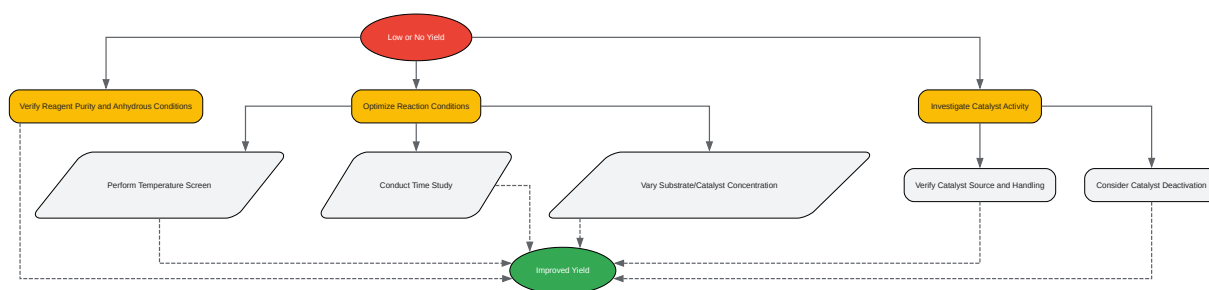 Low or No Yield
Verify Reagent Purity and Anhydrous Conditions
Optimize Reaction Conditions
Investigate Catalyst Activity
Perform Temperature Screen
Conduct Time Study
Vary Substrate/Catalyst Concentration
Verify Catalyst Source and Handling
Consider Catalyst Deactivation
Improved Yield